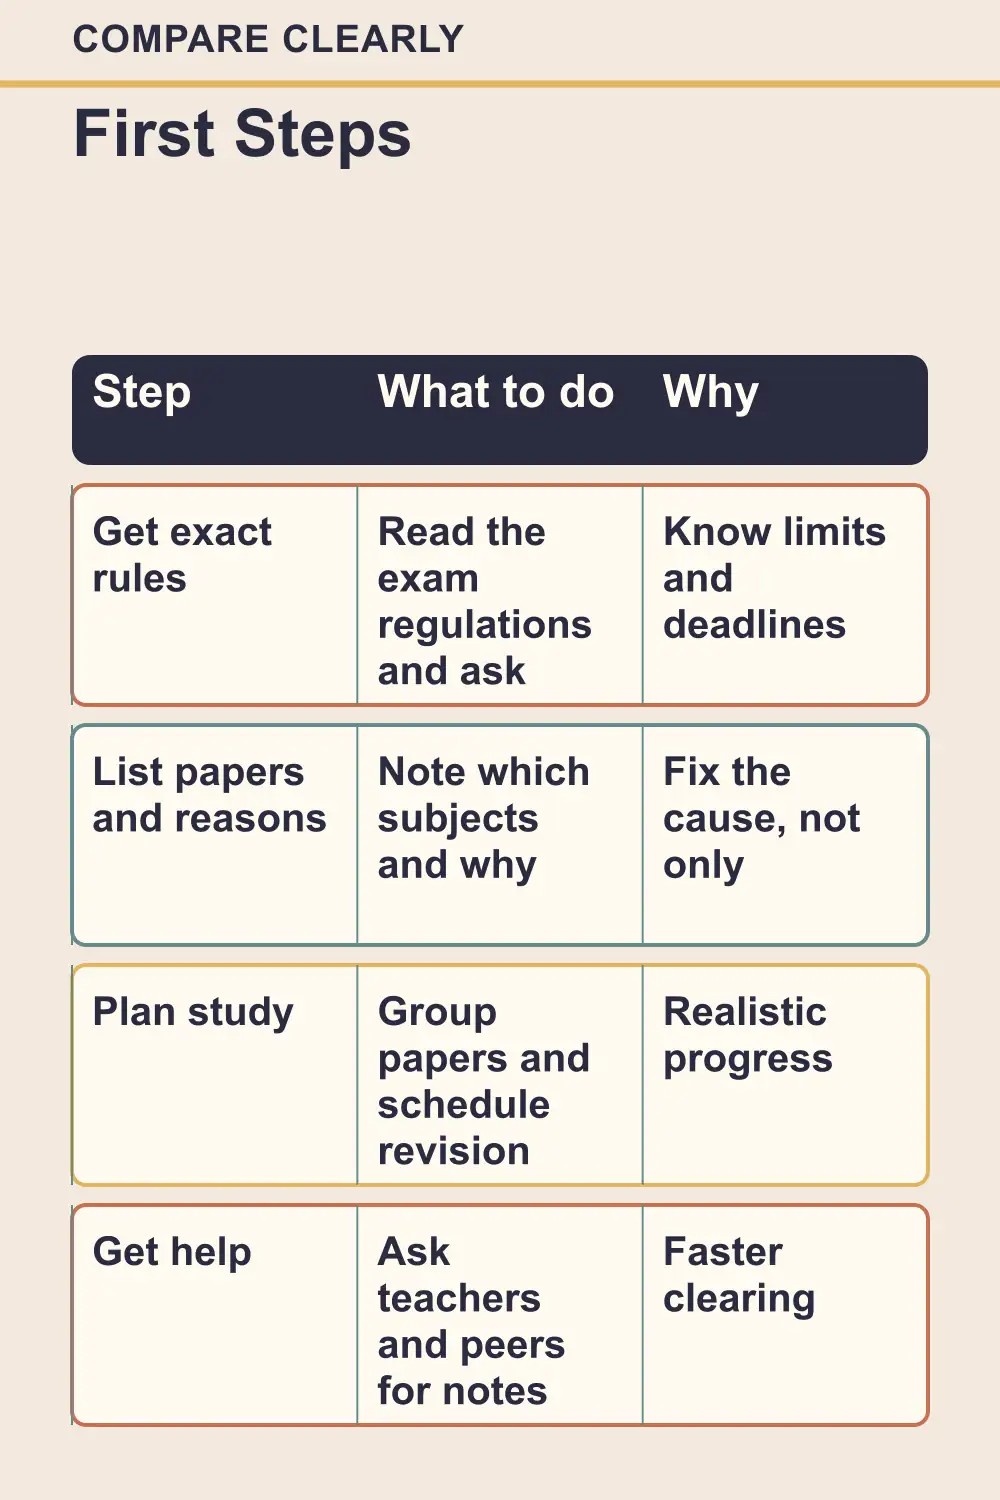 COMPARE CLEARLY
First Steps
Step
What to do
Why
Get exact
rules
Read the
exam
regulations
and ask
Know limits
and
deadlines
List papers
and reasons
Note which
subjects
and why
Fix the
cause, not
only
Plan study
Group
papers and
schedule
revision
Realistic
progress
Get help
Ask
teachers
and peers
for notes
Faster
clearing